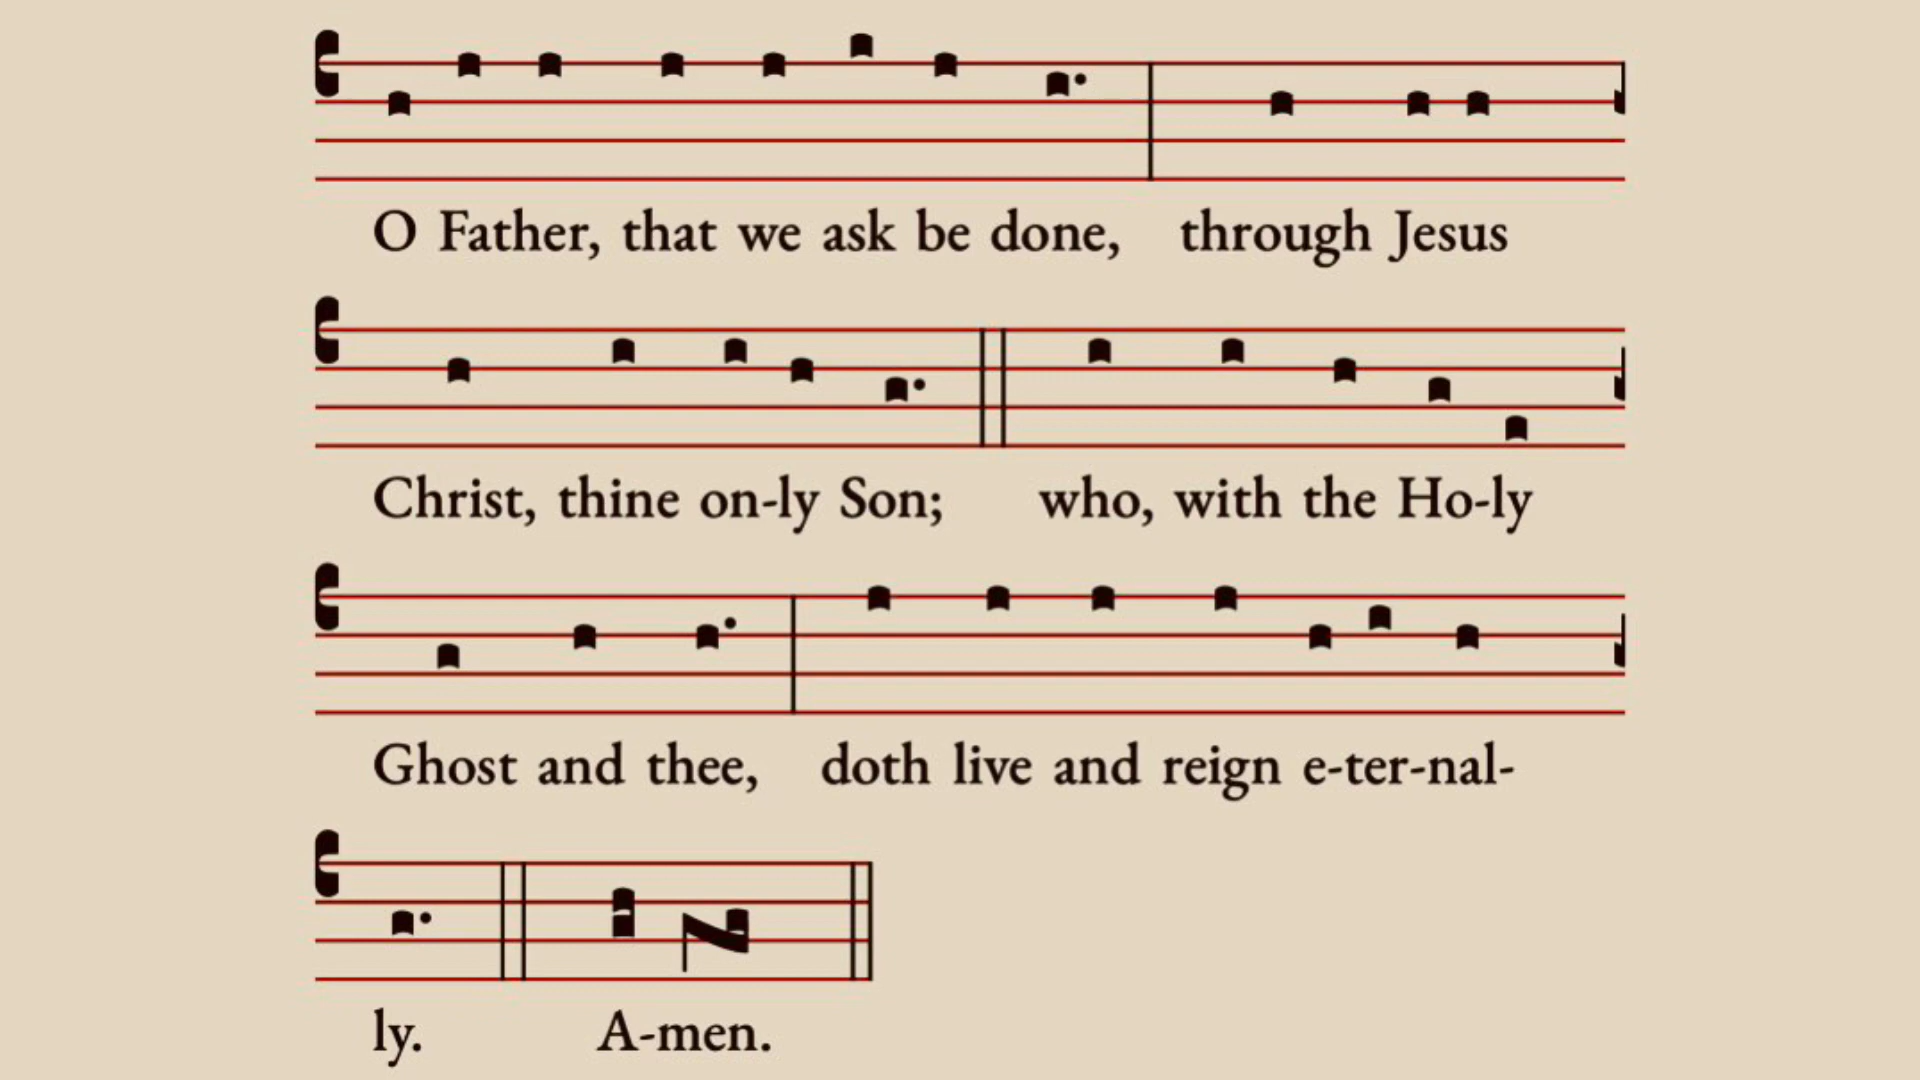 O Father, that we ask be done, through Jesus
Christ, thine on-ly Son; who, with the Ho-ly
Ghost and thee, doth live and reign e-ter-nal-
ly. A-men.